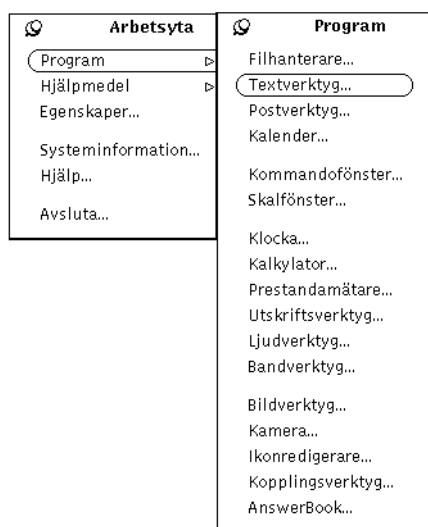 Arbetsyta
Program
Hjälpmedel
Egenskaper...
Systeminformation...
Hjälp...
Avsluta...
Program
Filhanterare...
Textverktyg...
Postverktyg...
Kalender...
Kommandofönster...
Skalfönster...
Klocka...
Kalkylator...
Prestandamätare...
Utskriftsverktyg...
Ljudverktyg...
Bandverktyg...
Bildverktyg...
Kamera...
Ikonredigerare...
Kopplingsverktyg...
AnswerBook...